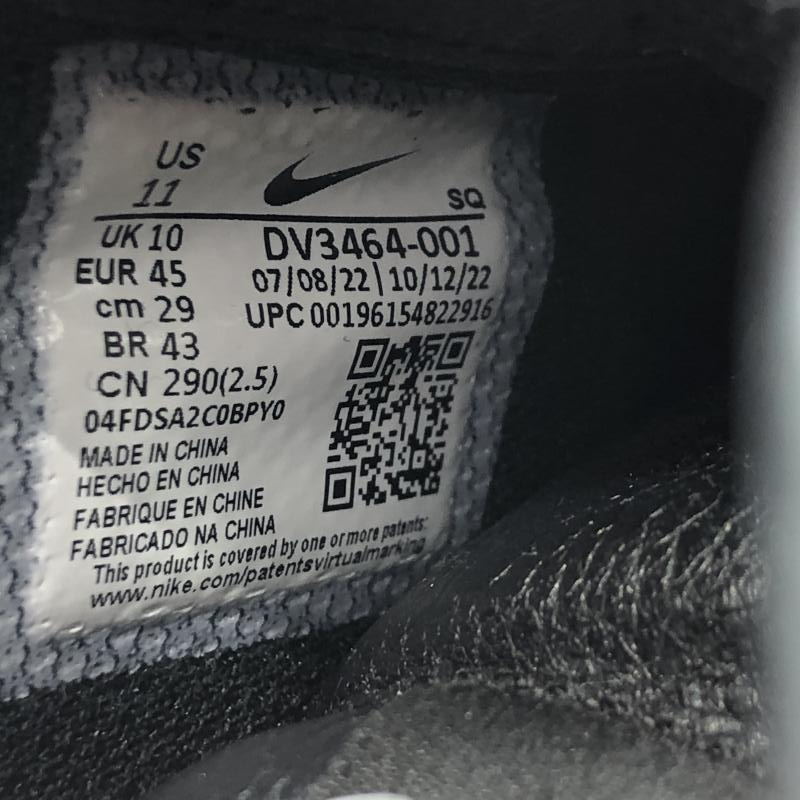 US
11
SQ
UK 10
DV3464-001
EUR 45
07/08/22\10/12/22
cm 29
UPC 00196154822916
BR 43
CN 290(2.5)
04FDSA2C0BPY0
MADE IN CHINA
HECHO EN CHINA
FABRIQUE EN CHINE
FABRICADO NA CHINA
This product is covered by one or more patents:
www.nike.com/patentsvirtualmarking